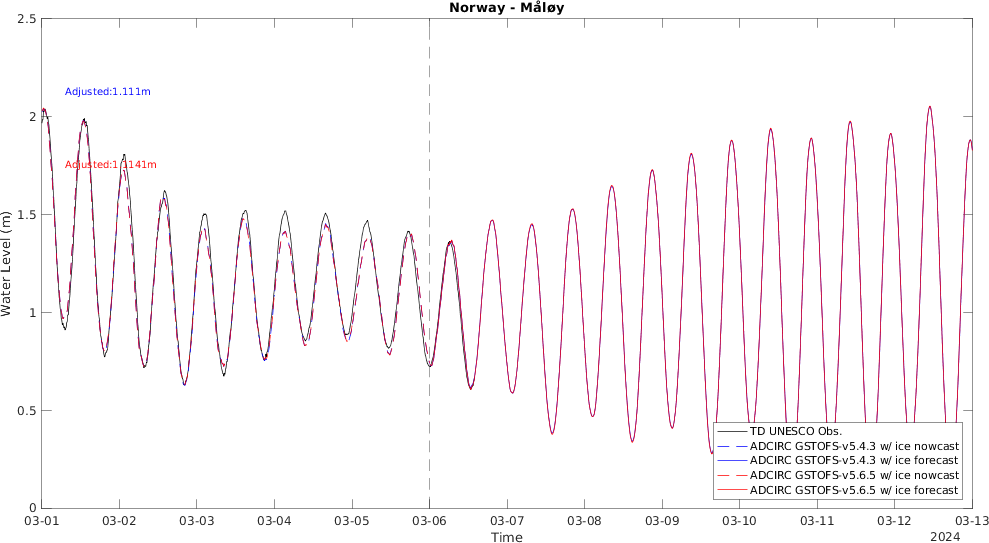 Norway - Måløy
2.5
Adjusted:1.111m
2
Adjusted:1.1141m
1.5
Water Level (m)
1
0.5
TD UNESCO Obs.
ADCIRC GSTOFS-v5.4.3 w/ ice nowcast
ADCIRC GSTOFS-v5.4.3 w/ ice forecast
ADCIRC GSTOFS-v5.6.5 w/ ice nowcast
ADCIRC GSTOFS-v5.6.5 w/ ice forecast
0
03-01 03-02 03-03 03-04 03-05 03-06 03-07 03-08 03-09 03-10 03-11 03-12 03-13
Time
2024